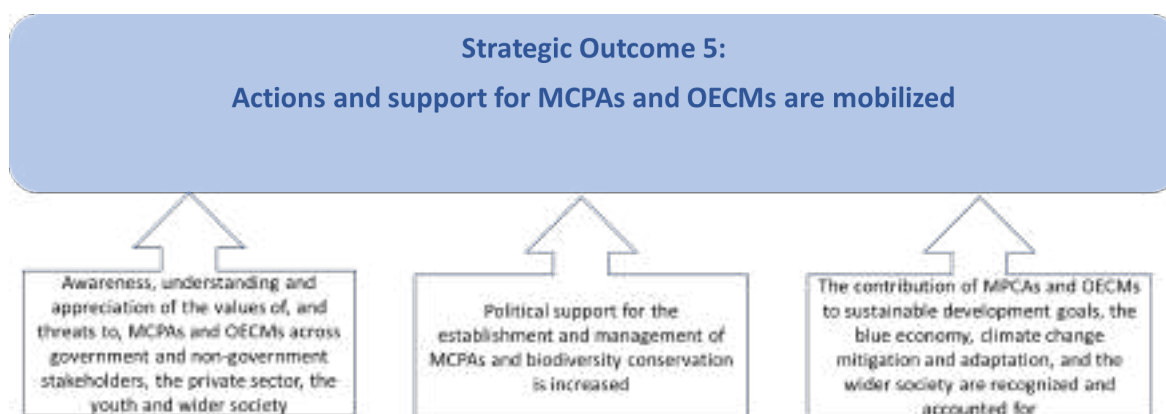 Strategic Outcome 5:
Actions and support for MCPAs and OECMs are mobilized
Awareness, understanding and
appreciation of the values of, and
threats to, MCPAs and OECMs across
government and non-government
stakeholders, the private sector, the
youth and wider society
Political support for the
establishment and management of
MCPAs and biodiversity conservation
is increased
The contribution of MPCAs and OECMs
to sustainable development goals, the
blue economy, climate change
mitigation and adaptation, and the
wider society are recognized and
accounted for